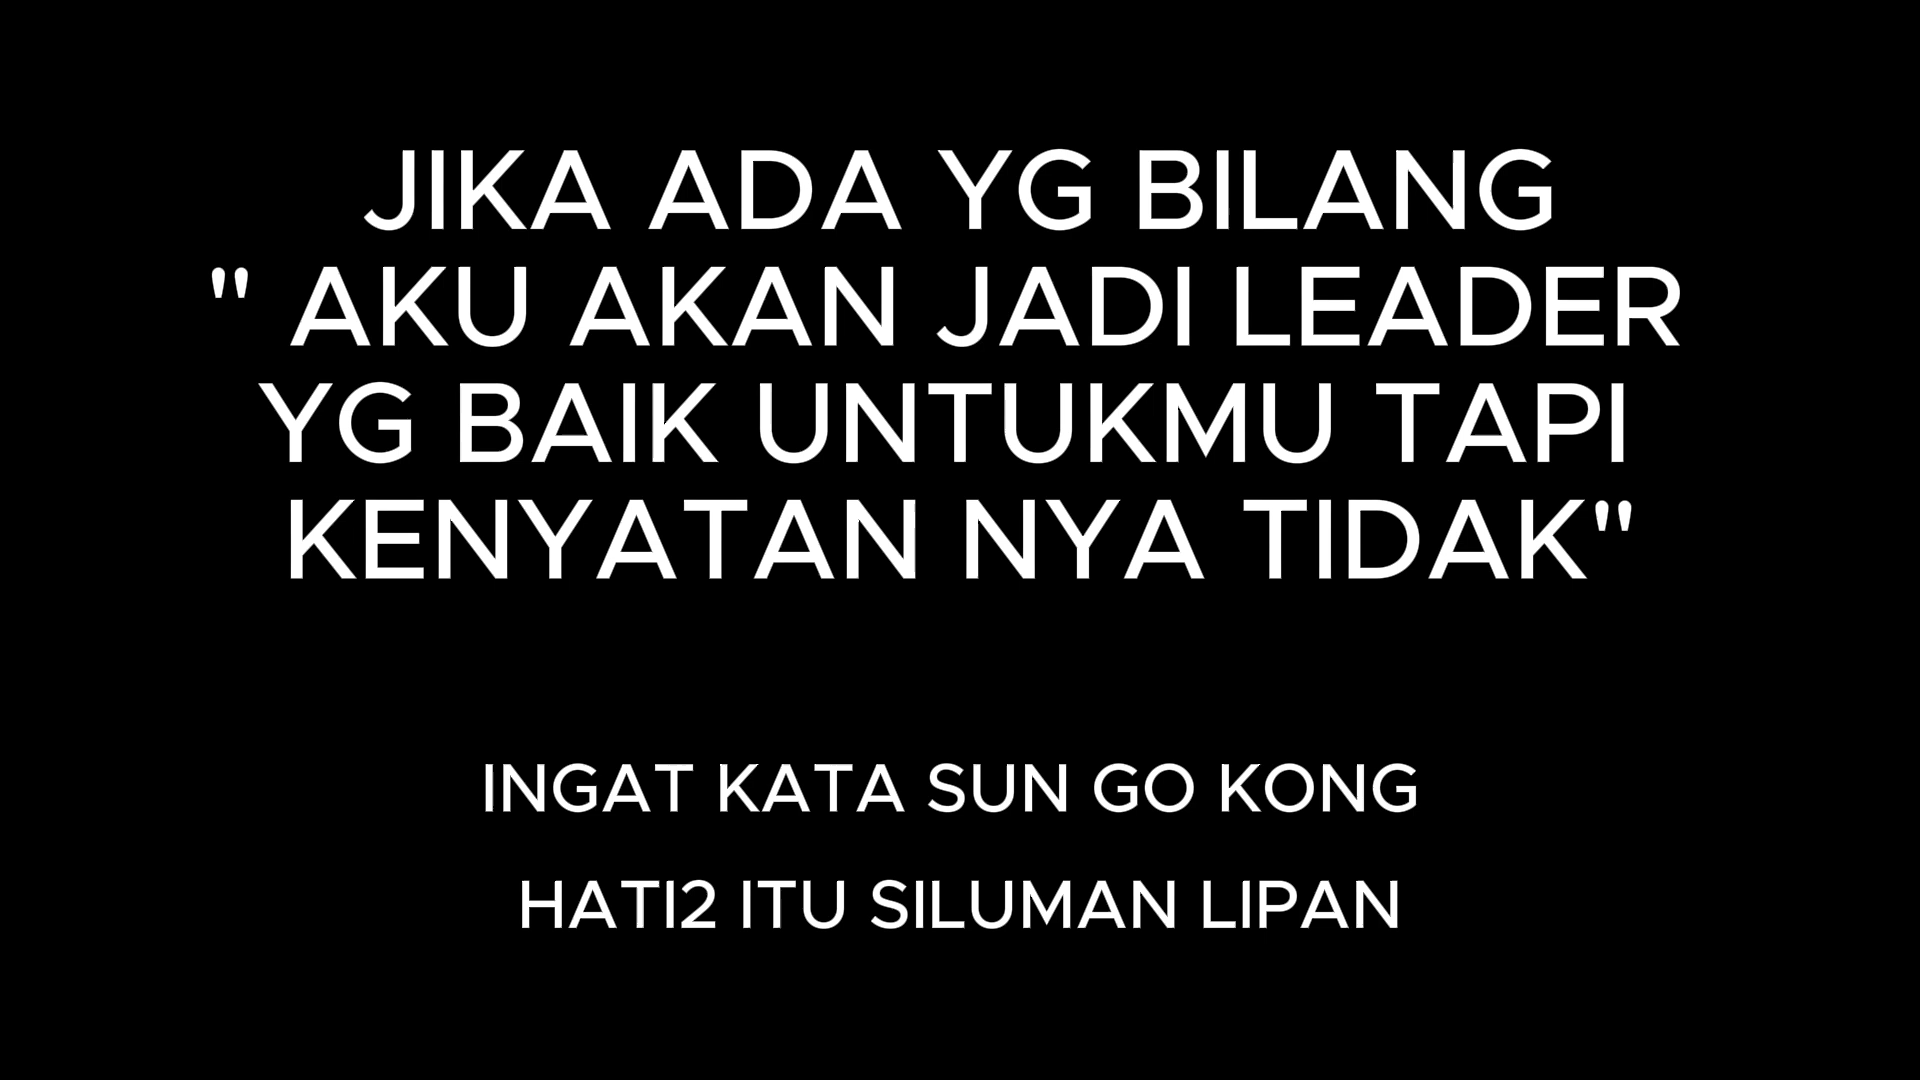 JIKA ADA YG BILANG
" AKU AKAN JADI LEADER
YG BAIK UNTUKMU TAPI
KENYATAN NYA TIDAK"
INGAT KATA SUN GO KONG
HATI2 ITU SILUMAN LIPAN